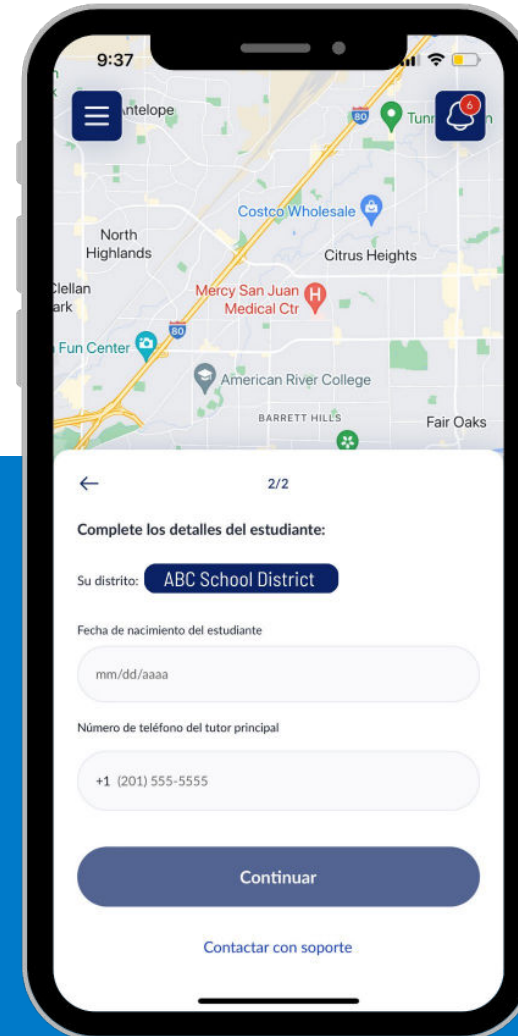 9:37
ntelope
80
Tun
6
Costco Wholesale
North
Highlands
Citrus Heights
lellan
ark
Mercy San Juan
Medical Ctr
H
80
Fun Center
American River College
BARRETT HILLS
Fair Oaks
2/2
Complete los detalles del estudiante:
Su distrito: ABC School District
Fecha de nacimiento del estudiante
mm/dd/aaaa
Número de teléfono del tutor principal
+1 (201) 555-5555
Continuar
Contactar con soporte